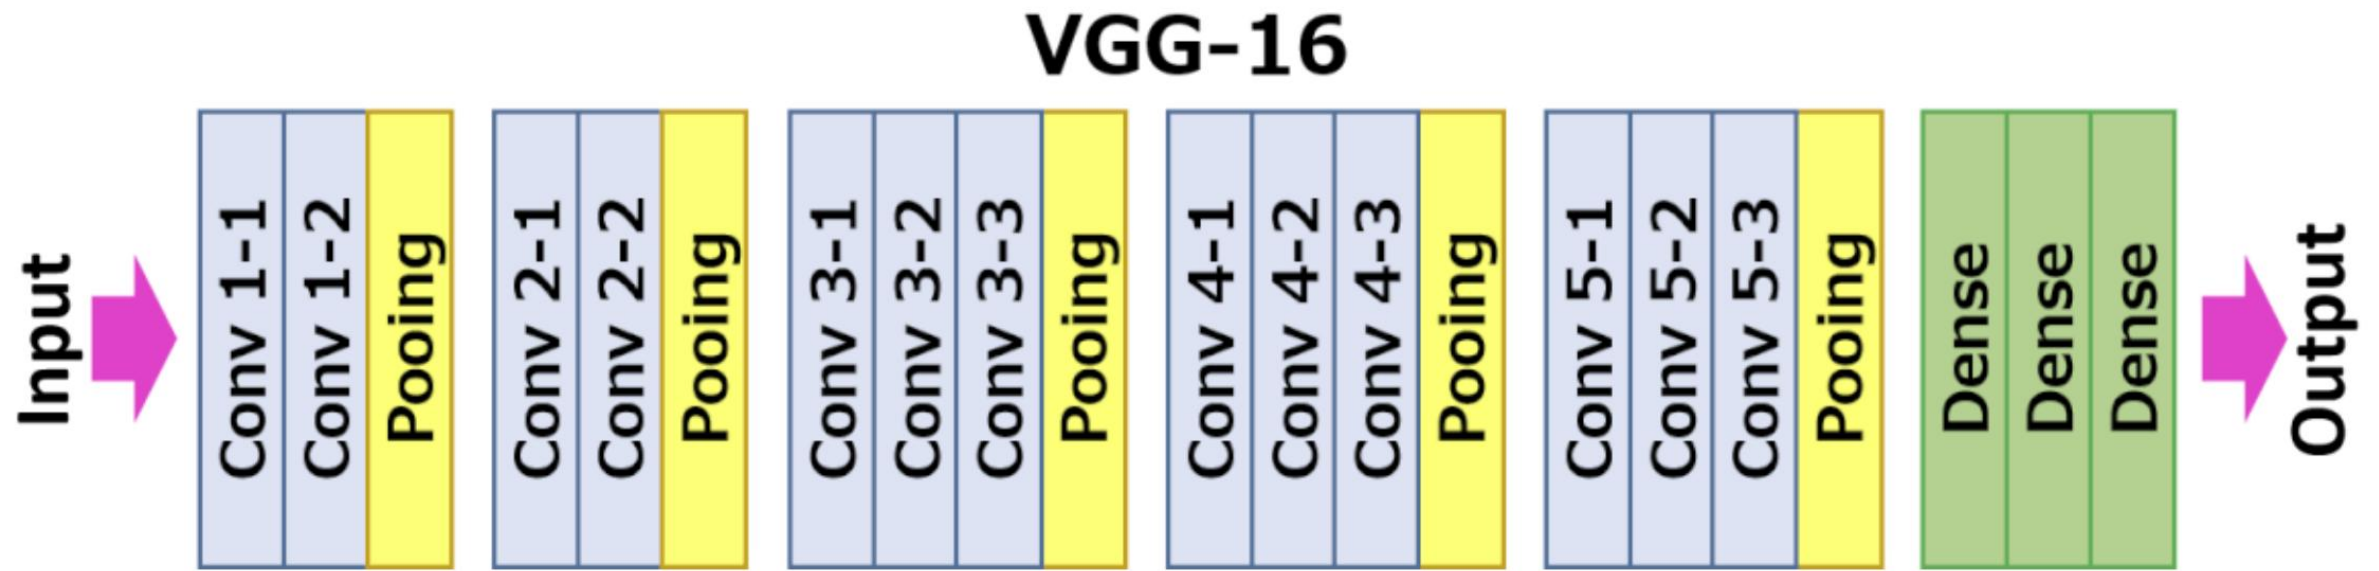 VGG-16
Input
Conv 1-1
Conv 1-2
Pooing
Conv 2-1
Conv 2-2
Pooing
Conv 3-1
Conv 3-2
Conv 3-3
Pooing
Conv 4-1
Conv 4-2
Conv 4-3
Pooing
Conv 5-1
Conv 5-2
Conv 5-3
Pooing
Dense
Dense
Dense
Output